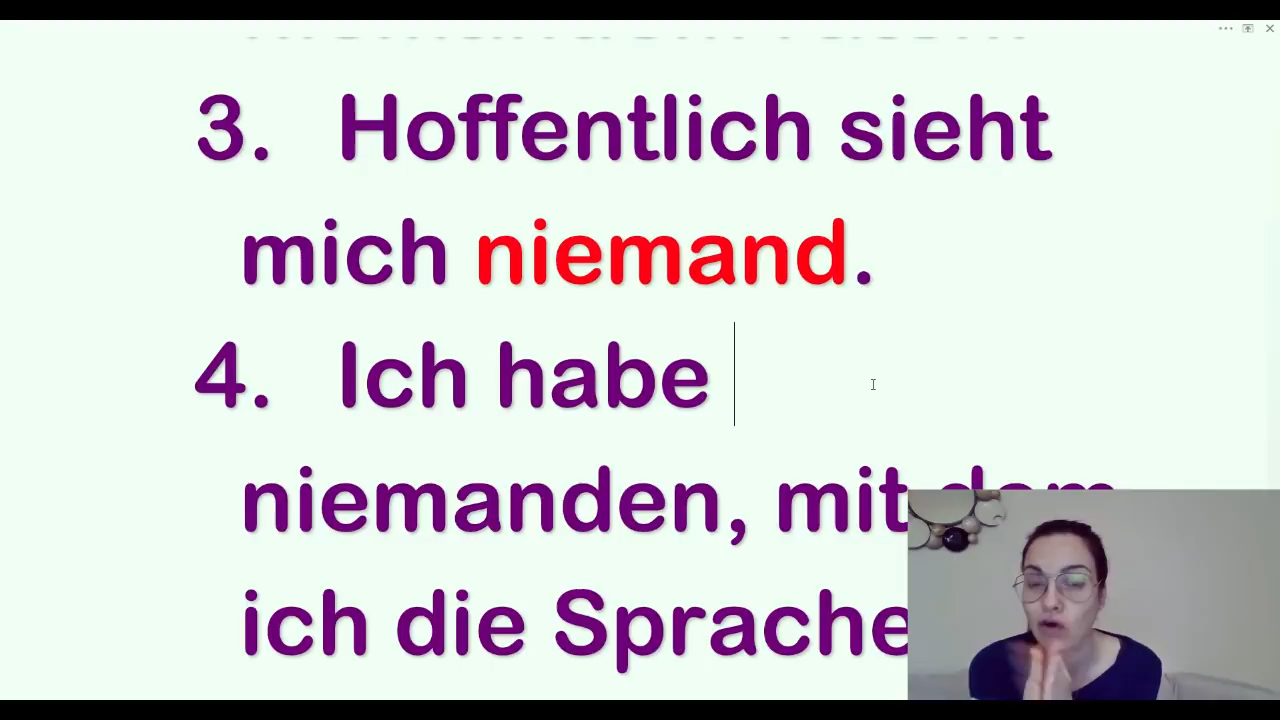 3. Hoffentlich sieht
mich niemand.
4. Ich habe
niemanden, mit
ich die Sprache